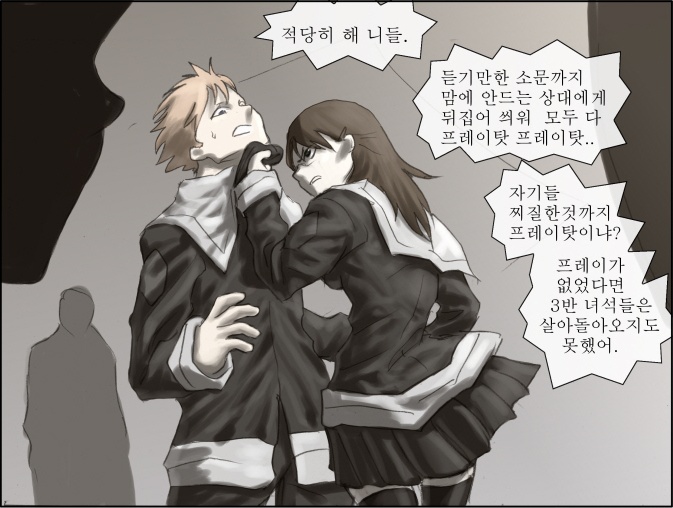 적당히 해 니들.
듣기만한 소문까지
맘에 안드는 상대에게
뒤집어 씌워 모두 다
프레이탓 프레이탓..
자기들
찌질한것까지
프레이탓이냐?
프레이가
없었다면
3반 녀석들은
살아돌아오지도
못했어.